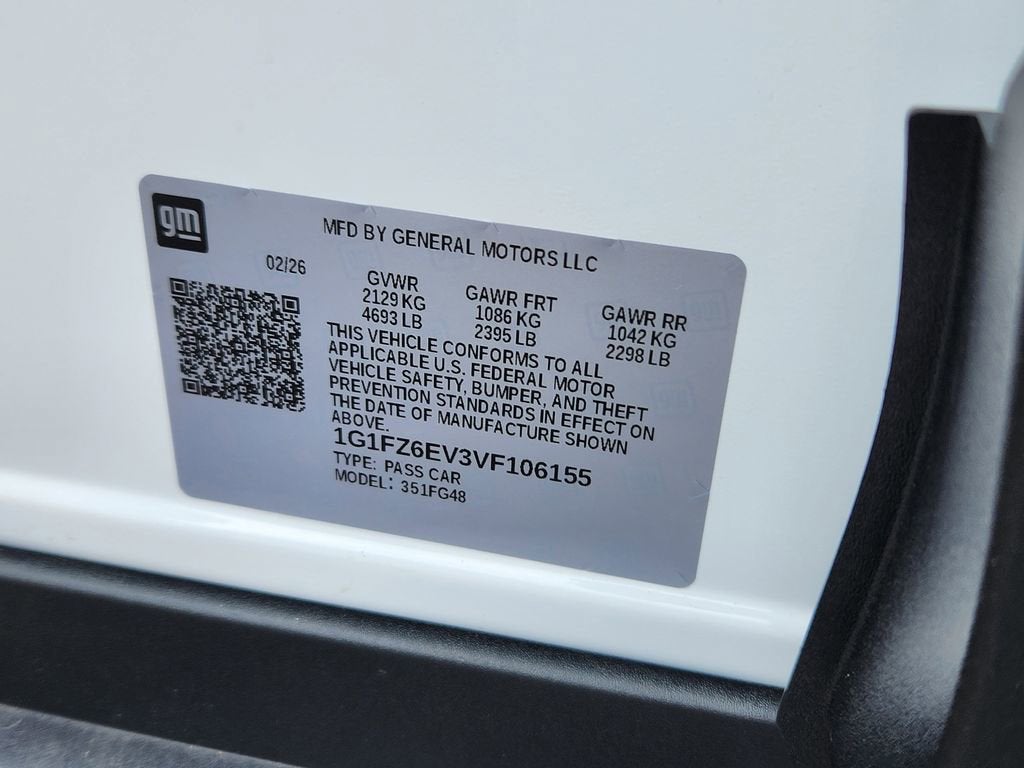 gm
MFD BY GENERAL MOTORS LLC
02/26
GVWR
2129 KG
4693 LB
GAWR FRT
1086 KG
2395 LB
GAWR RR
1042 KG
2298 LB
THIS VEHICLE CONFORMS TO ALL
APPLICABLE U.S. FEDERAL MOTOR
VEHICLE SAFETY, BUMPER, AND THEFT
PREVENTION STANDARDS IN EFFECT ON
THE DATE OF MANUFACTURE SHOWN
ABOVE.
1G1FZ6EV3VF106155
TYPE: PASS CAR
MODEL: 351FG48